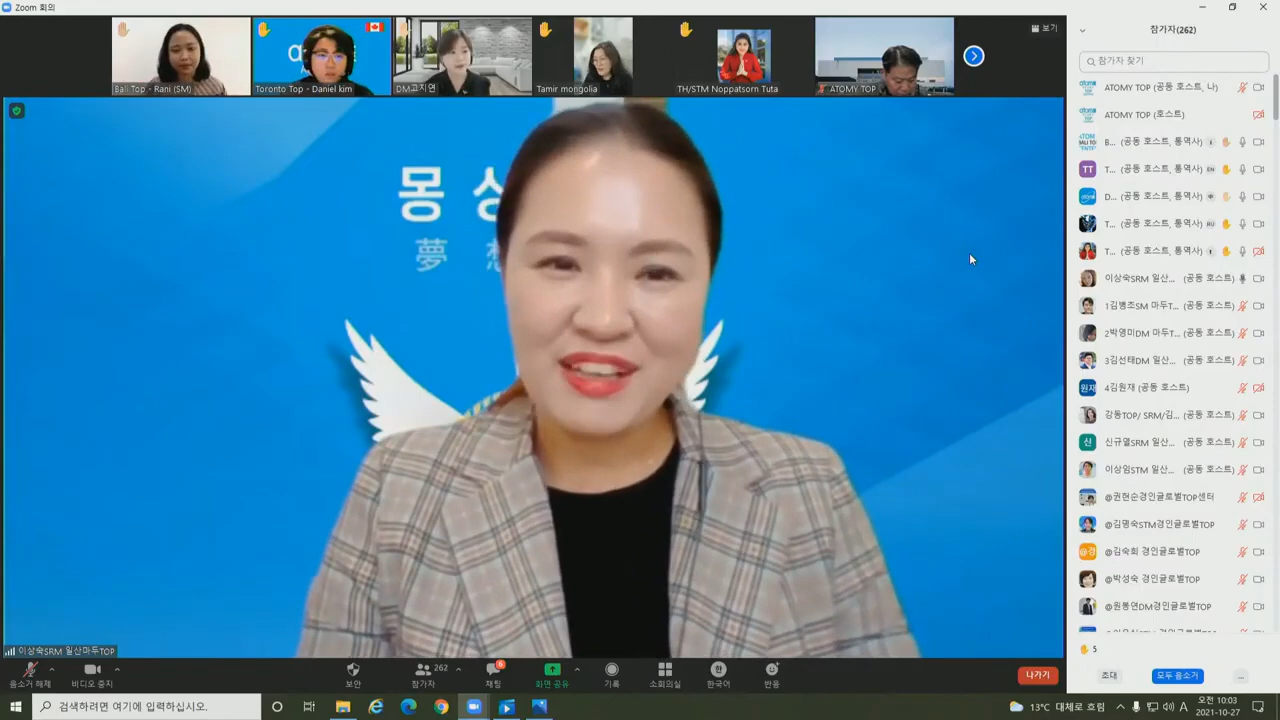 Zoom 회의
보기
Bali Top - Rani (SM)
Toronto Top - Daniel kim
DM고지연
Tamir mongolia
TH/STM Noppatsorn Tuta
ATOMY TOP
몽
夢
이상숙SRM 일산마두TOP
참가자(262)
참가자 찾기
ATOMY TOP (공동 호스트, 나)
ATOMY TOP (호스트)
B... (공동 호스트, 통역사)
TT T... (공동 호스트, 통역사) EN
D... (공동 호스트, 통역사)
T... (공동 호스트, 통역사) RU
T... (공동 호스트, 통역사)
이상숙SRM 일산... (공동 호스트)
1김병조SM 마두T... (공동 호스트)
2박영미DM 마두T... (공동 호스트)
3김선태DM 일산... (공동 호스트)
원재 4김원재 (공동 호스트)
강동TOP/ SRM/김... (공동 호스트)
신 신규열SRM 일산... (공동 호스트)
이상임STM 일산... (공동 호스트)
@권현순경인글로벌TOP센터
@김명숙STM경인글로벌TOP
@경 @김숙희 경인글로벌TOP
@박성숙 경인글로벌TOP
@원봉연DM경인글로벌TOP
5
초대
모두 음소거
음소거 해제
비디오 중지
보안
262
참가자
6
채팅
화면 공유
기록
소회의실
한
한국어
반응
나가기
검색하려면 여기에 입력하십시오.
13°C 대체로 흐림
A
오전 10:03
2021-10-27